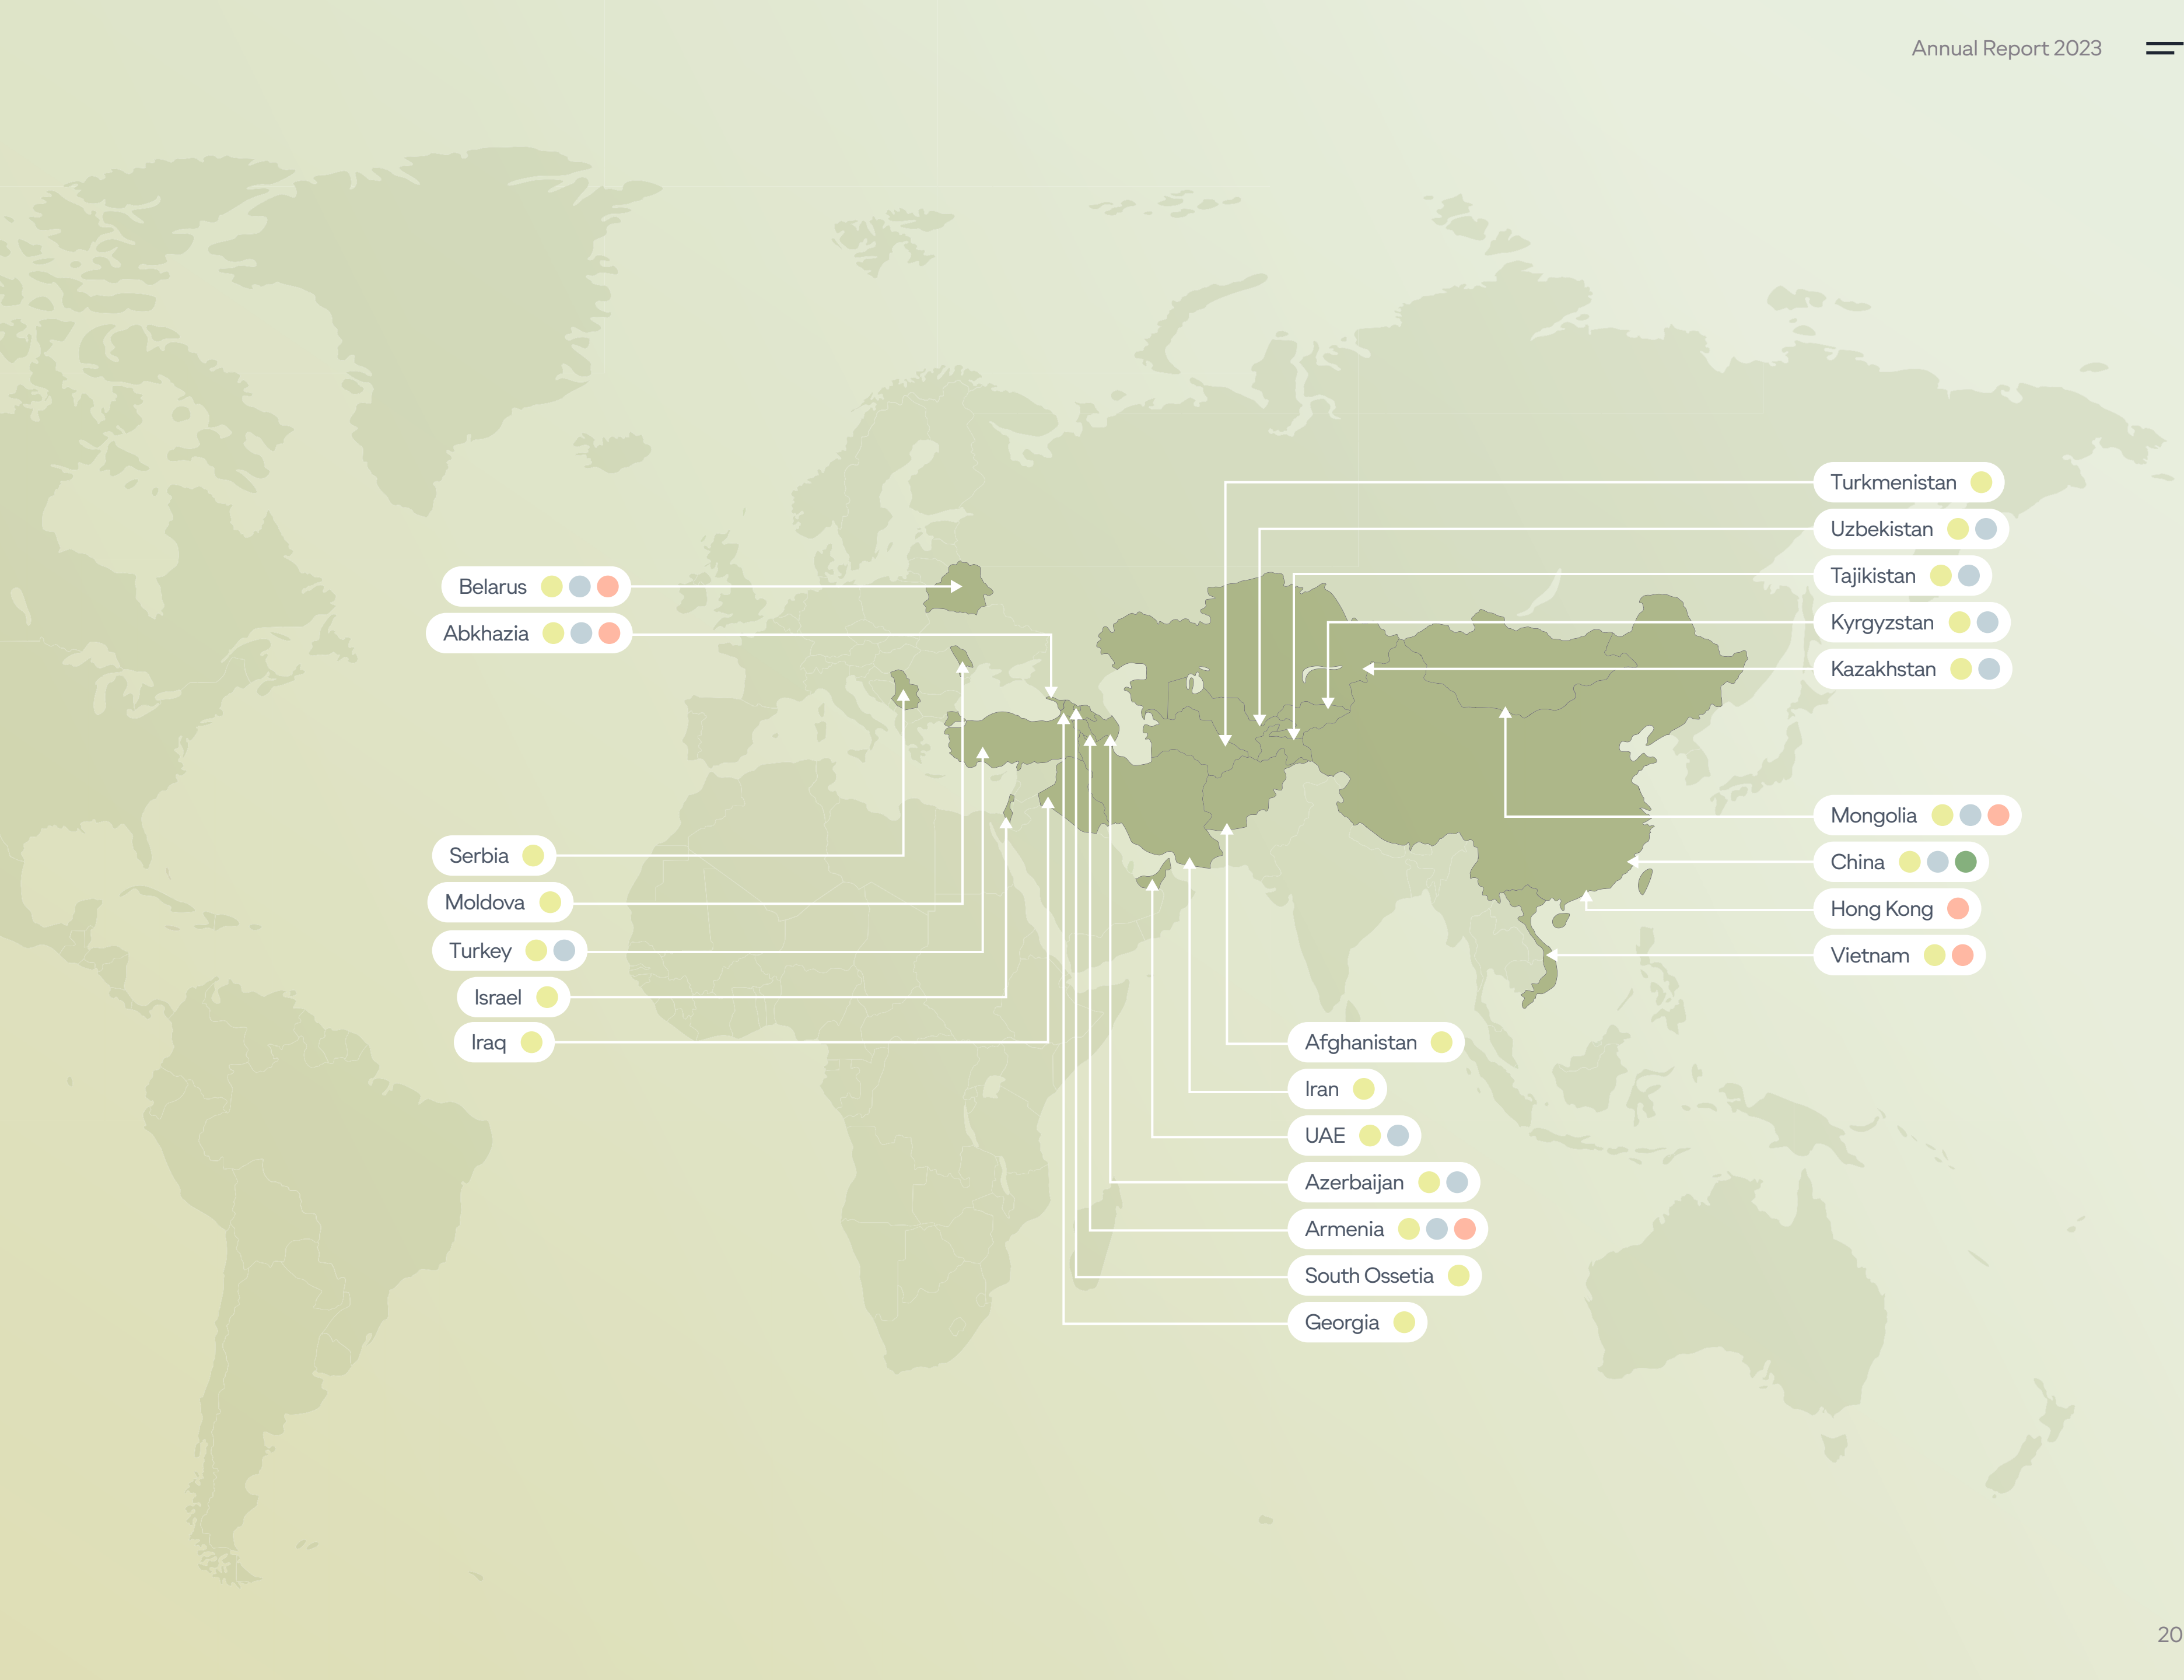 Annual Report 2023
Turkmenistan
Uzbekistan
Tajikistan
Kyrgyzstan
Kazakhstan
Belarus
Abkhazia
Mongolia
China
Hong Kong
Vietnam
Serbia
Moldova
Turkey
Israel
Iraq
Afghanistan
Iran
UAE
Azerbaijan
Armenia
South Ossetia
Georgia
20